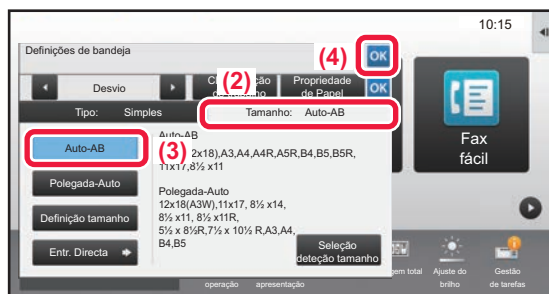 10:15
Definições de bandeja
(4)
OK
Desvio
(2)
Propriedade
de Papel
OK
Tipo: Simples
Tamanho: Auto-AB
Auto-AB
(3)
Auto-AB
2x18),A3,A4,A4R,A5R,B4,B5,B5R,
11x17,8½ x11
Polegada-Auto
Polegada-Auto
12x18(A3W),11x17, 8½ x14,
8½ x11, 8½ x11R,
5½ x 8½R,7½ x 10½ R,A3,A4,
B4,B5
Definição tamanho
Entr. Directa
Seleção
deteção tamanho
Fax
fácil
operação
apresentação
gem total
Ajuste do
brilho
Gestão
de tarefas